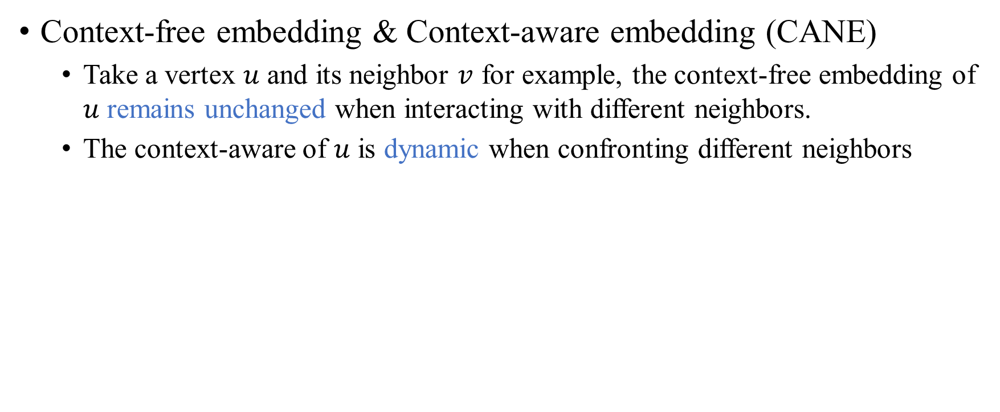 • Context-free embedding & Context-aware embedding (CANE)
• Take a vertex u and its neighbor v for example, the context-free embedding of
u remains unchanged when interacting with different neighbors.
• The context-aware of u is dynamic when confronting different neighbors